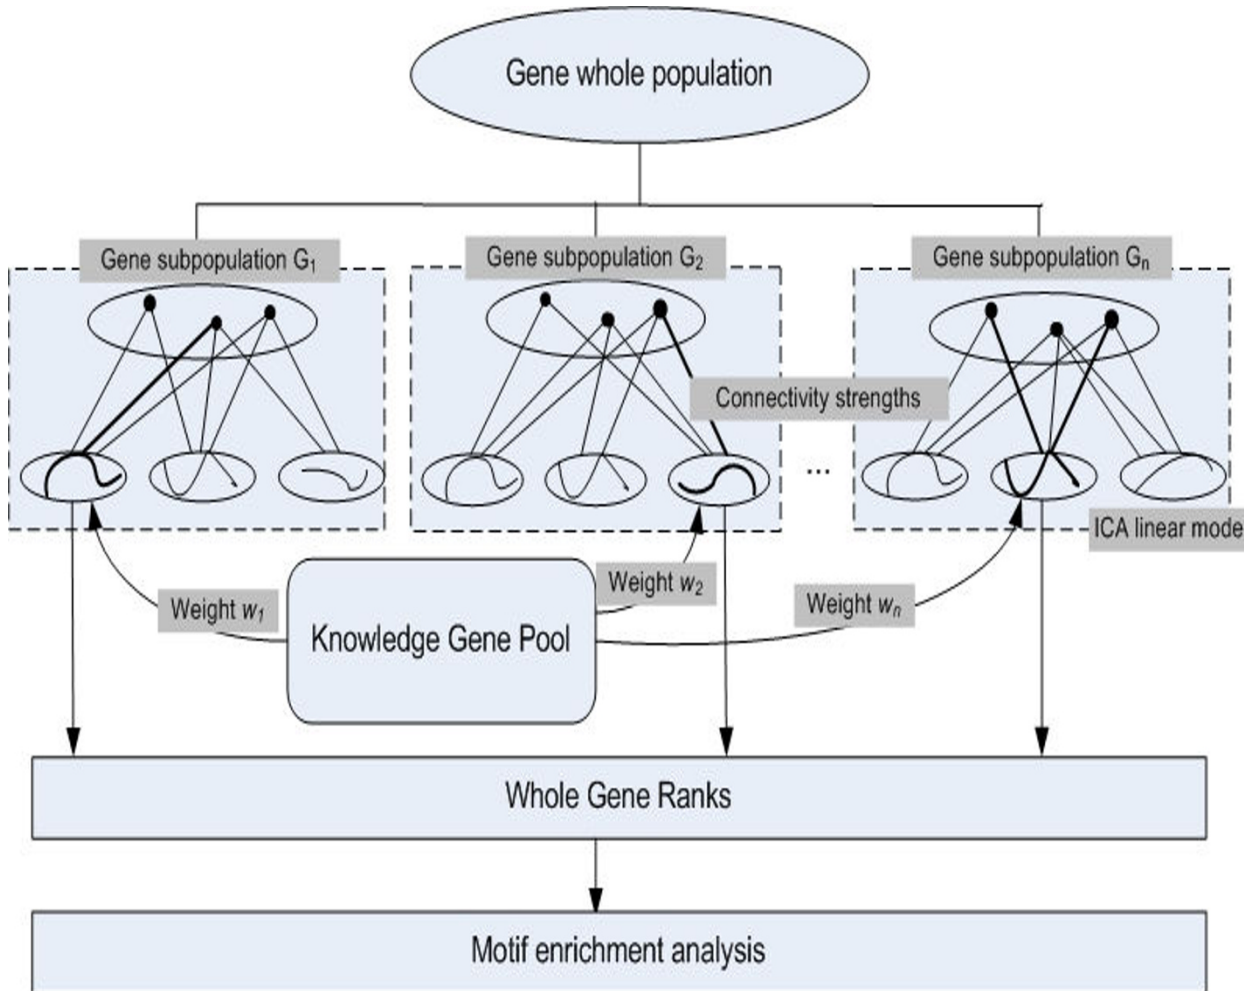 Gene whole population
Gene subpopulation G1
Gene subpopulation G2
Gene subpopulation Gn
Connectivity strengths
...
ICA linear mode
Weight w1
Weight w2
Weight wn
Knowledge Gene Pool
Whole Gene Ranks
Motif enrichment analysis